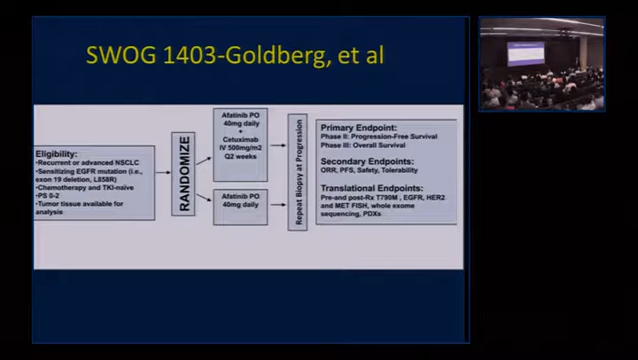 SWOG 1403-Goldberg, et al
Eligibility:
•Recurrent or advanced NSCLC
•Sensitizing EGFR mutation (i.e.,
exon 19 deletion, L858R)
•Chemotherapy and TKI-naïve
•PS 0-2
•Tumor tissue available for
analysis
RANDOMIZE
Afatinib PO
40mg daily
+
Cetuximab
IV 500mg/m2
Q2 weeks
Afatinib PO
40mg daily
Repeat Biopsy at Progression
Primary Endpoint:
Phase II: Progression-Free Survival
Phase III: Overall Survival
Secondary Endpoints:
ORR, PFS, Safety, Tolerability
Translational Endpoints:
Pre-and post-Rx T790M , EGFR, HER2
and MET FISH, whole exome
sequencing, PDXs